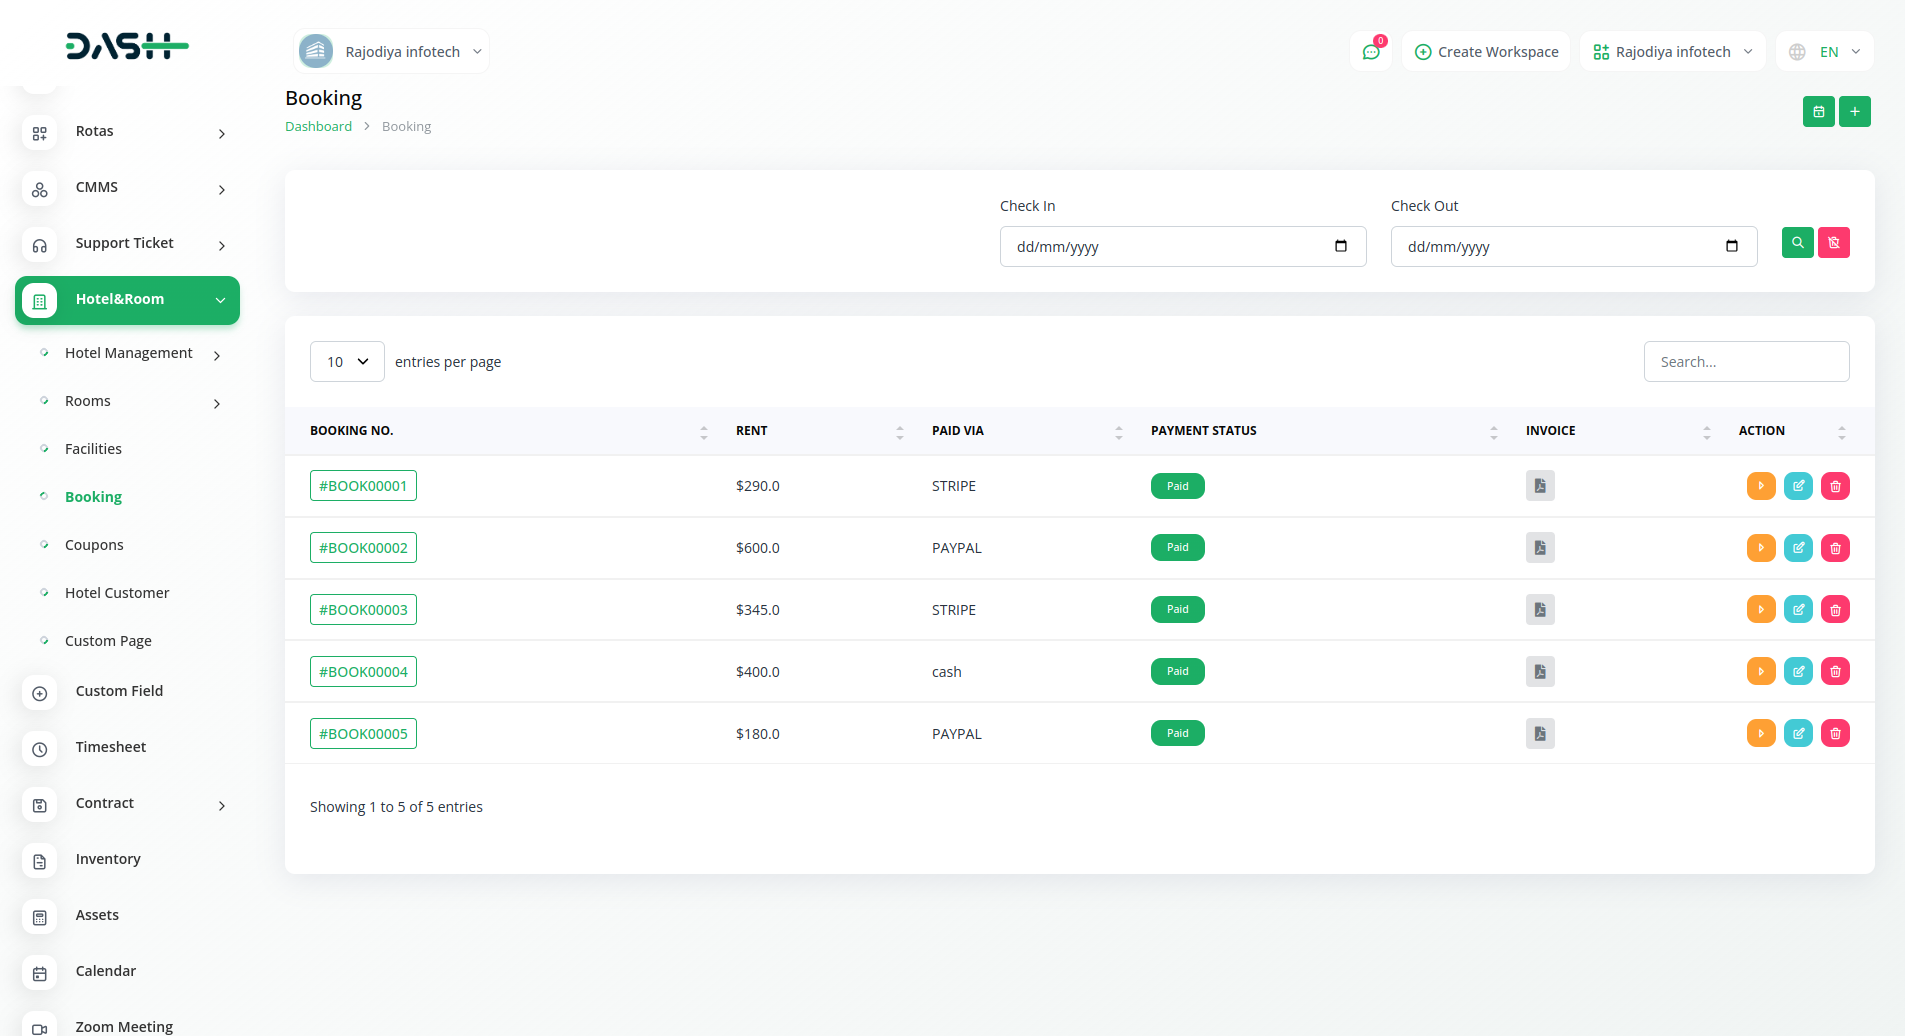 DASH
Rajodiya infotech
0
Create Workspace
Rajodiya infotech
EN
Rotas
CMMS
Support Ticket
Hotel&Room
Hotel Management
Rooms
Facilities
Booking
Coupons
Hotel Customer
Custom Page
Custom Field
Timesheet
Contract
Inventory
Assets
Calendar
Zoom Meeting
Booking
Dashboard > Booking
Check In
Check Out
dd/mm/yyyy
dd/mm/yyyy
10 entries per page
Search...
BOOKING NO. RENT PAID VIA PAYMENT STATUS INVOICE ACTION
#BOOK00001 $290.0 STRIPE Paid
#BOOK00002 $600.0 PAYPAL Paid
#BOOK00003 $345.0 STRIPE Paid
#BOOK00004 $400.0 cash Paid
#BOOK00005 $180.0 PAYPAL Paid
Showing 1 to 5 of 5 entries